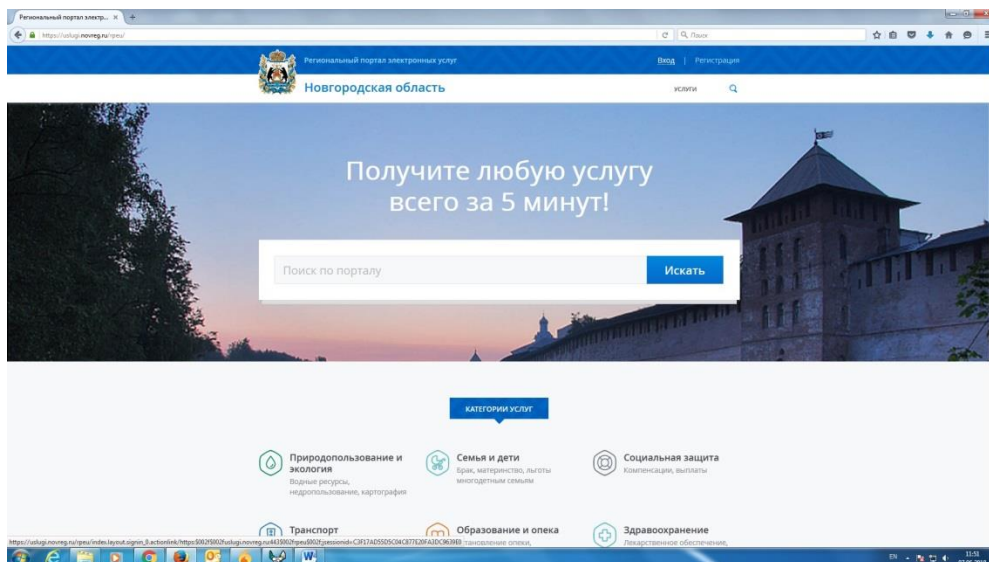 Региональный портал электр... × +
https://uslugi.novreg.ru/rpeu/
Поиск
Региональный портал электронных услуг
Вход | Регистрация
Новгородская область
УСЛУГИ
Получите любую услугу
всего за 5 минут!
Поиск по порталу
Искать
КАТЕГОРИИ УСЛУГ
Природопользование и
экология
Водные ресурсы,
недропользование, картография
Семья и дети
Брак, материнство, льготы
многодетным семьям
Социальная защита
Компенсации, выплаты
Транспорт
Образование и опека
тановление опеки,
Здравоохранение
Лекарственное обеспечение,
EN
11:51